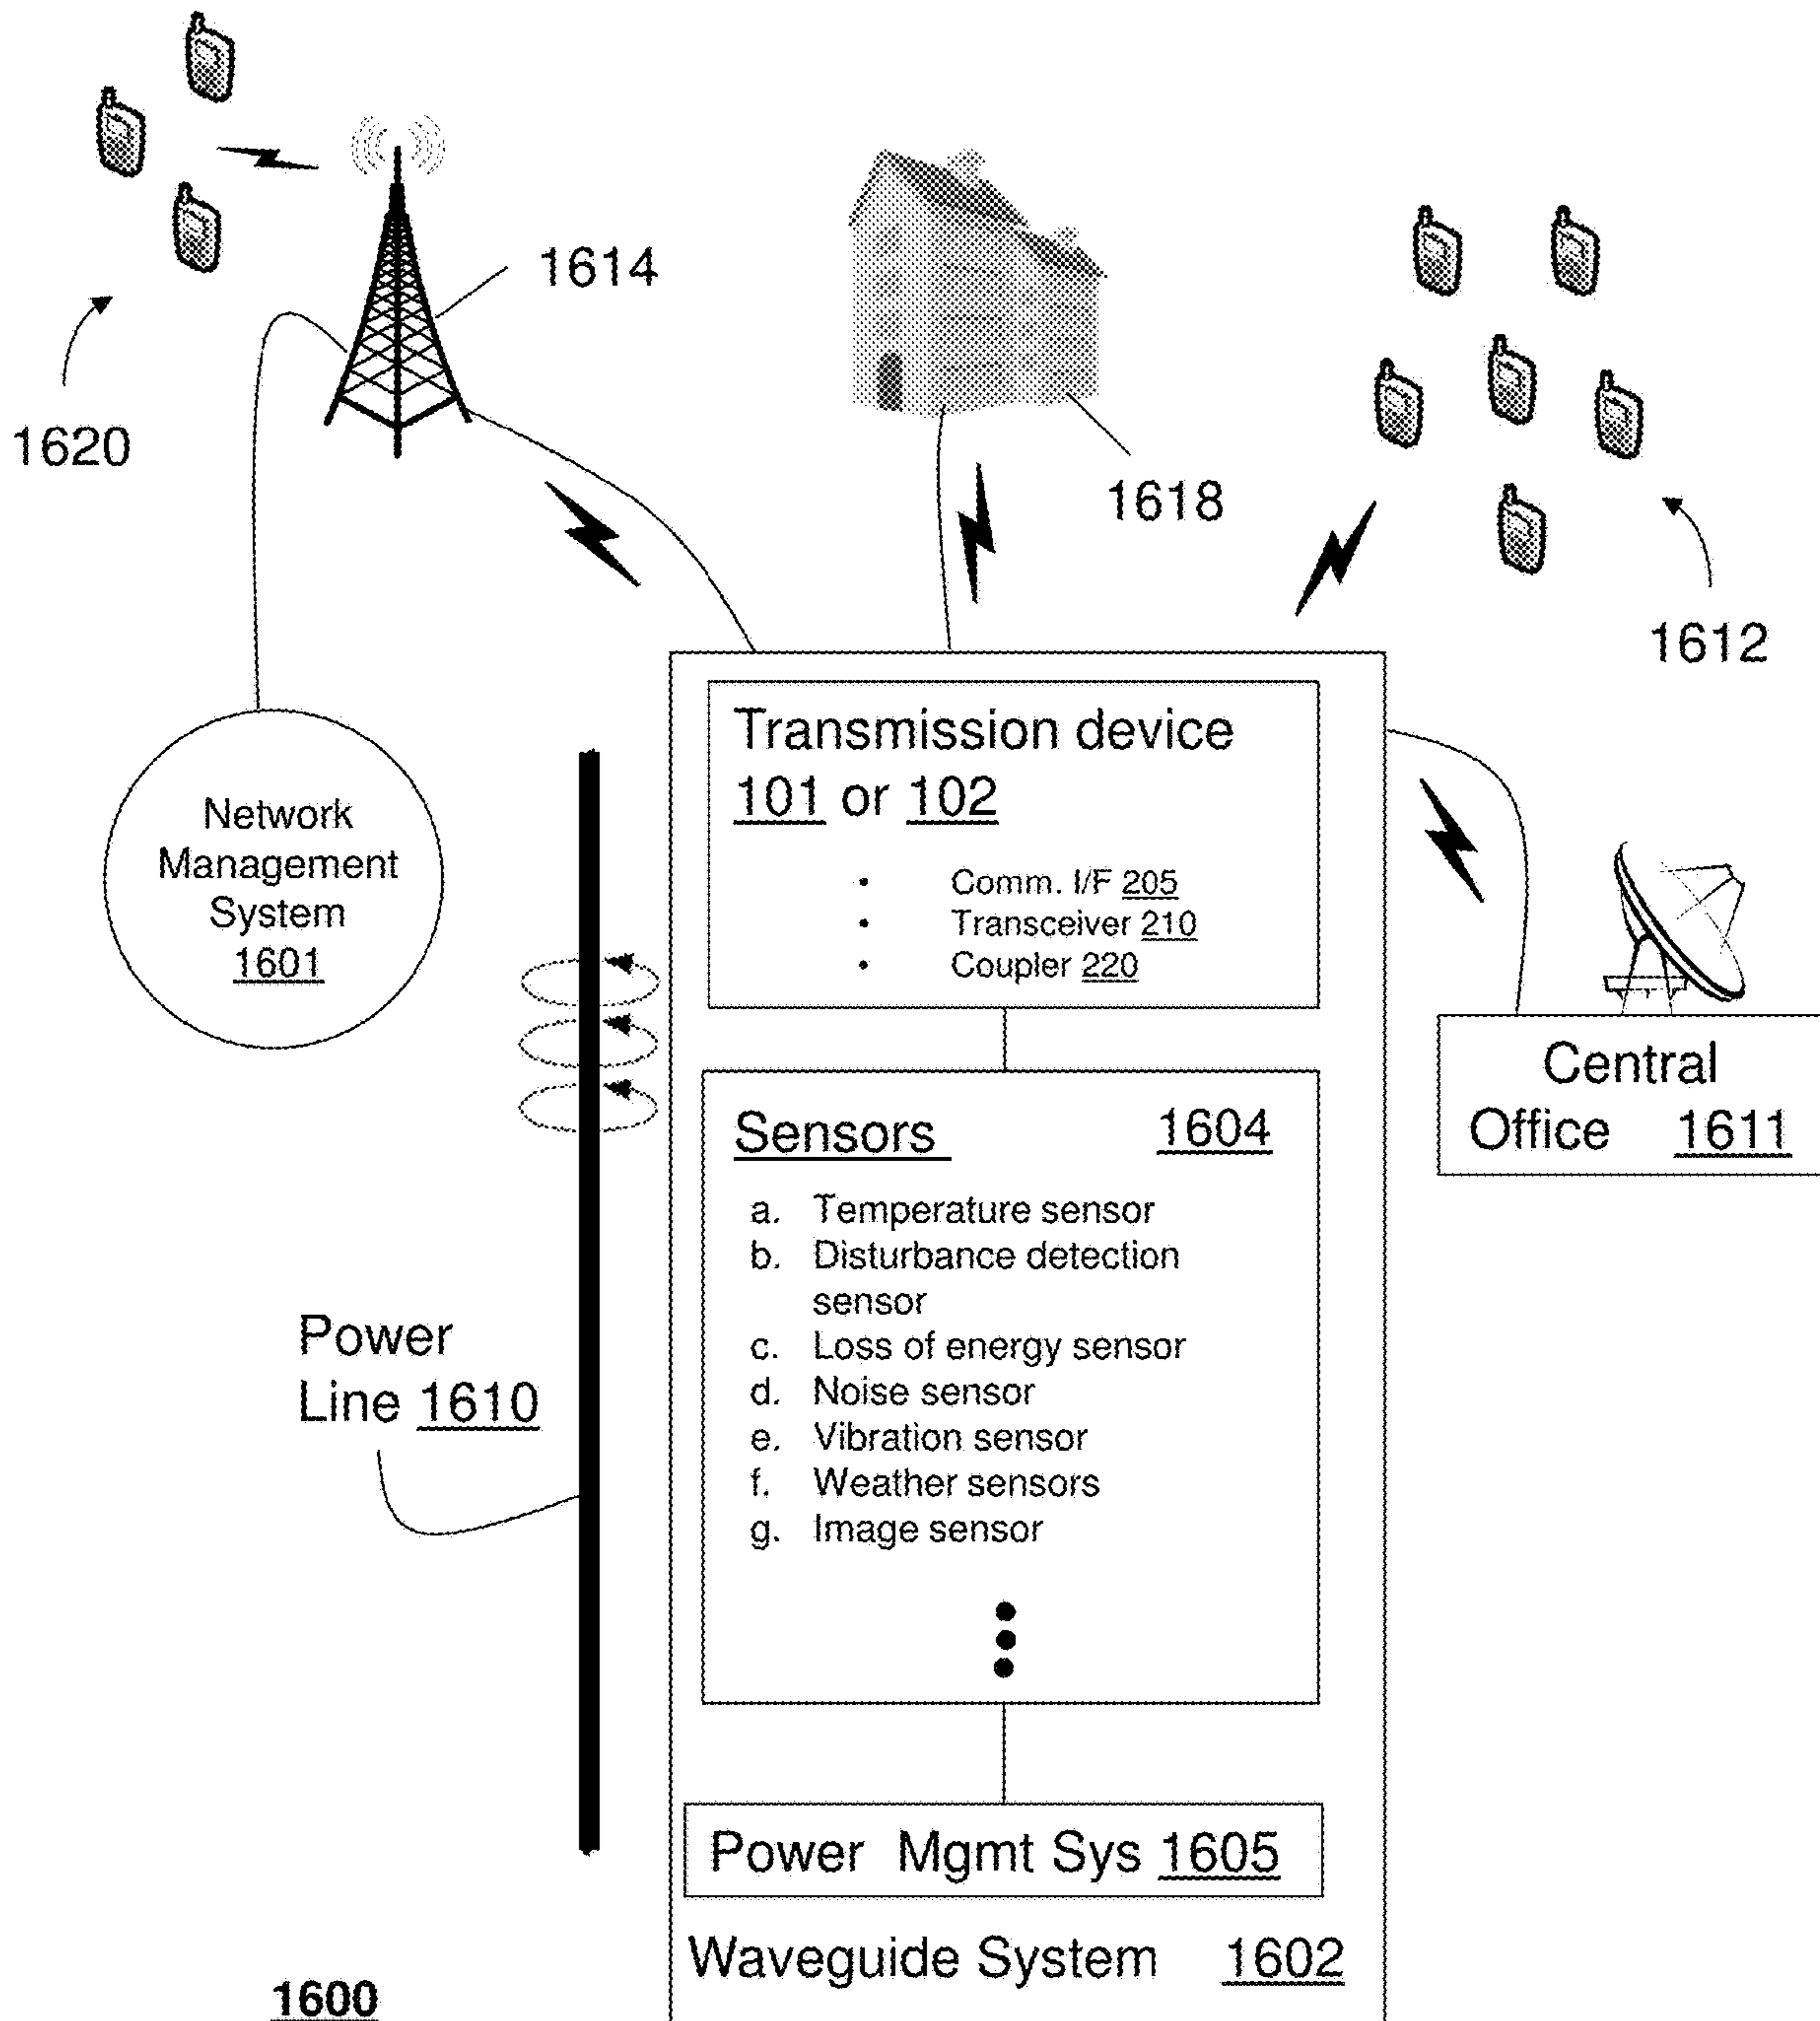 1614
1620
1618
1612
Transmission device
101 or 102
• Comm. I/F 205
• Transceiver 210
• Coupler 220
Network
Management
System
1601
Central
Office 1611
Sensors 1604
a. Temperature sensor
b. Disturbance detection
sensor
c. Loss of energy sensor
d. Noise sensor
e. Vibration sensor
f. Weather sensors
g. Image sensor
Power
Line 1610
Power Mgmt Sys 1605
Waveguide System 1602
1600